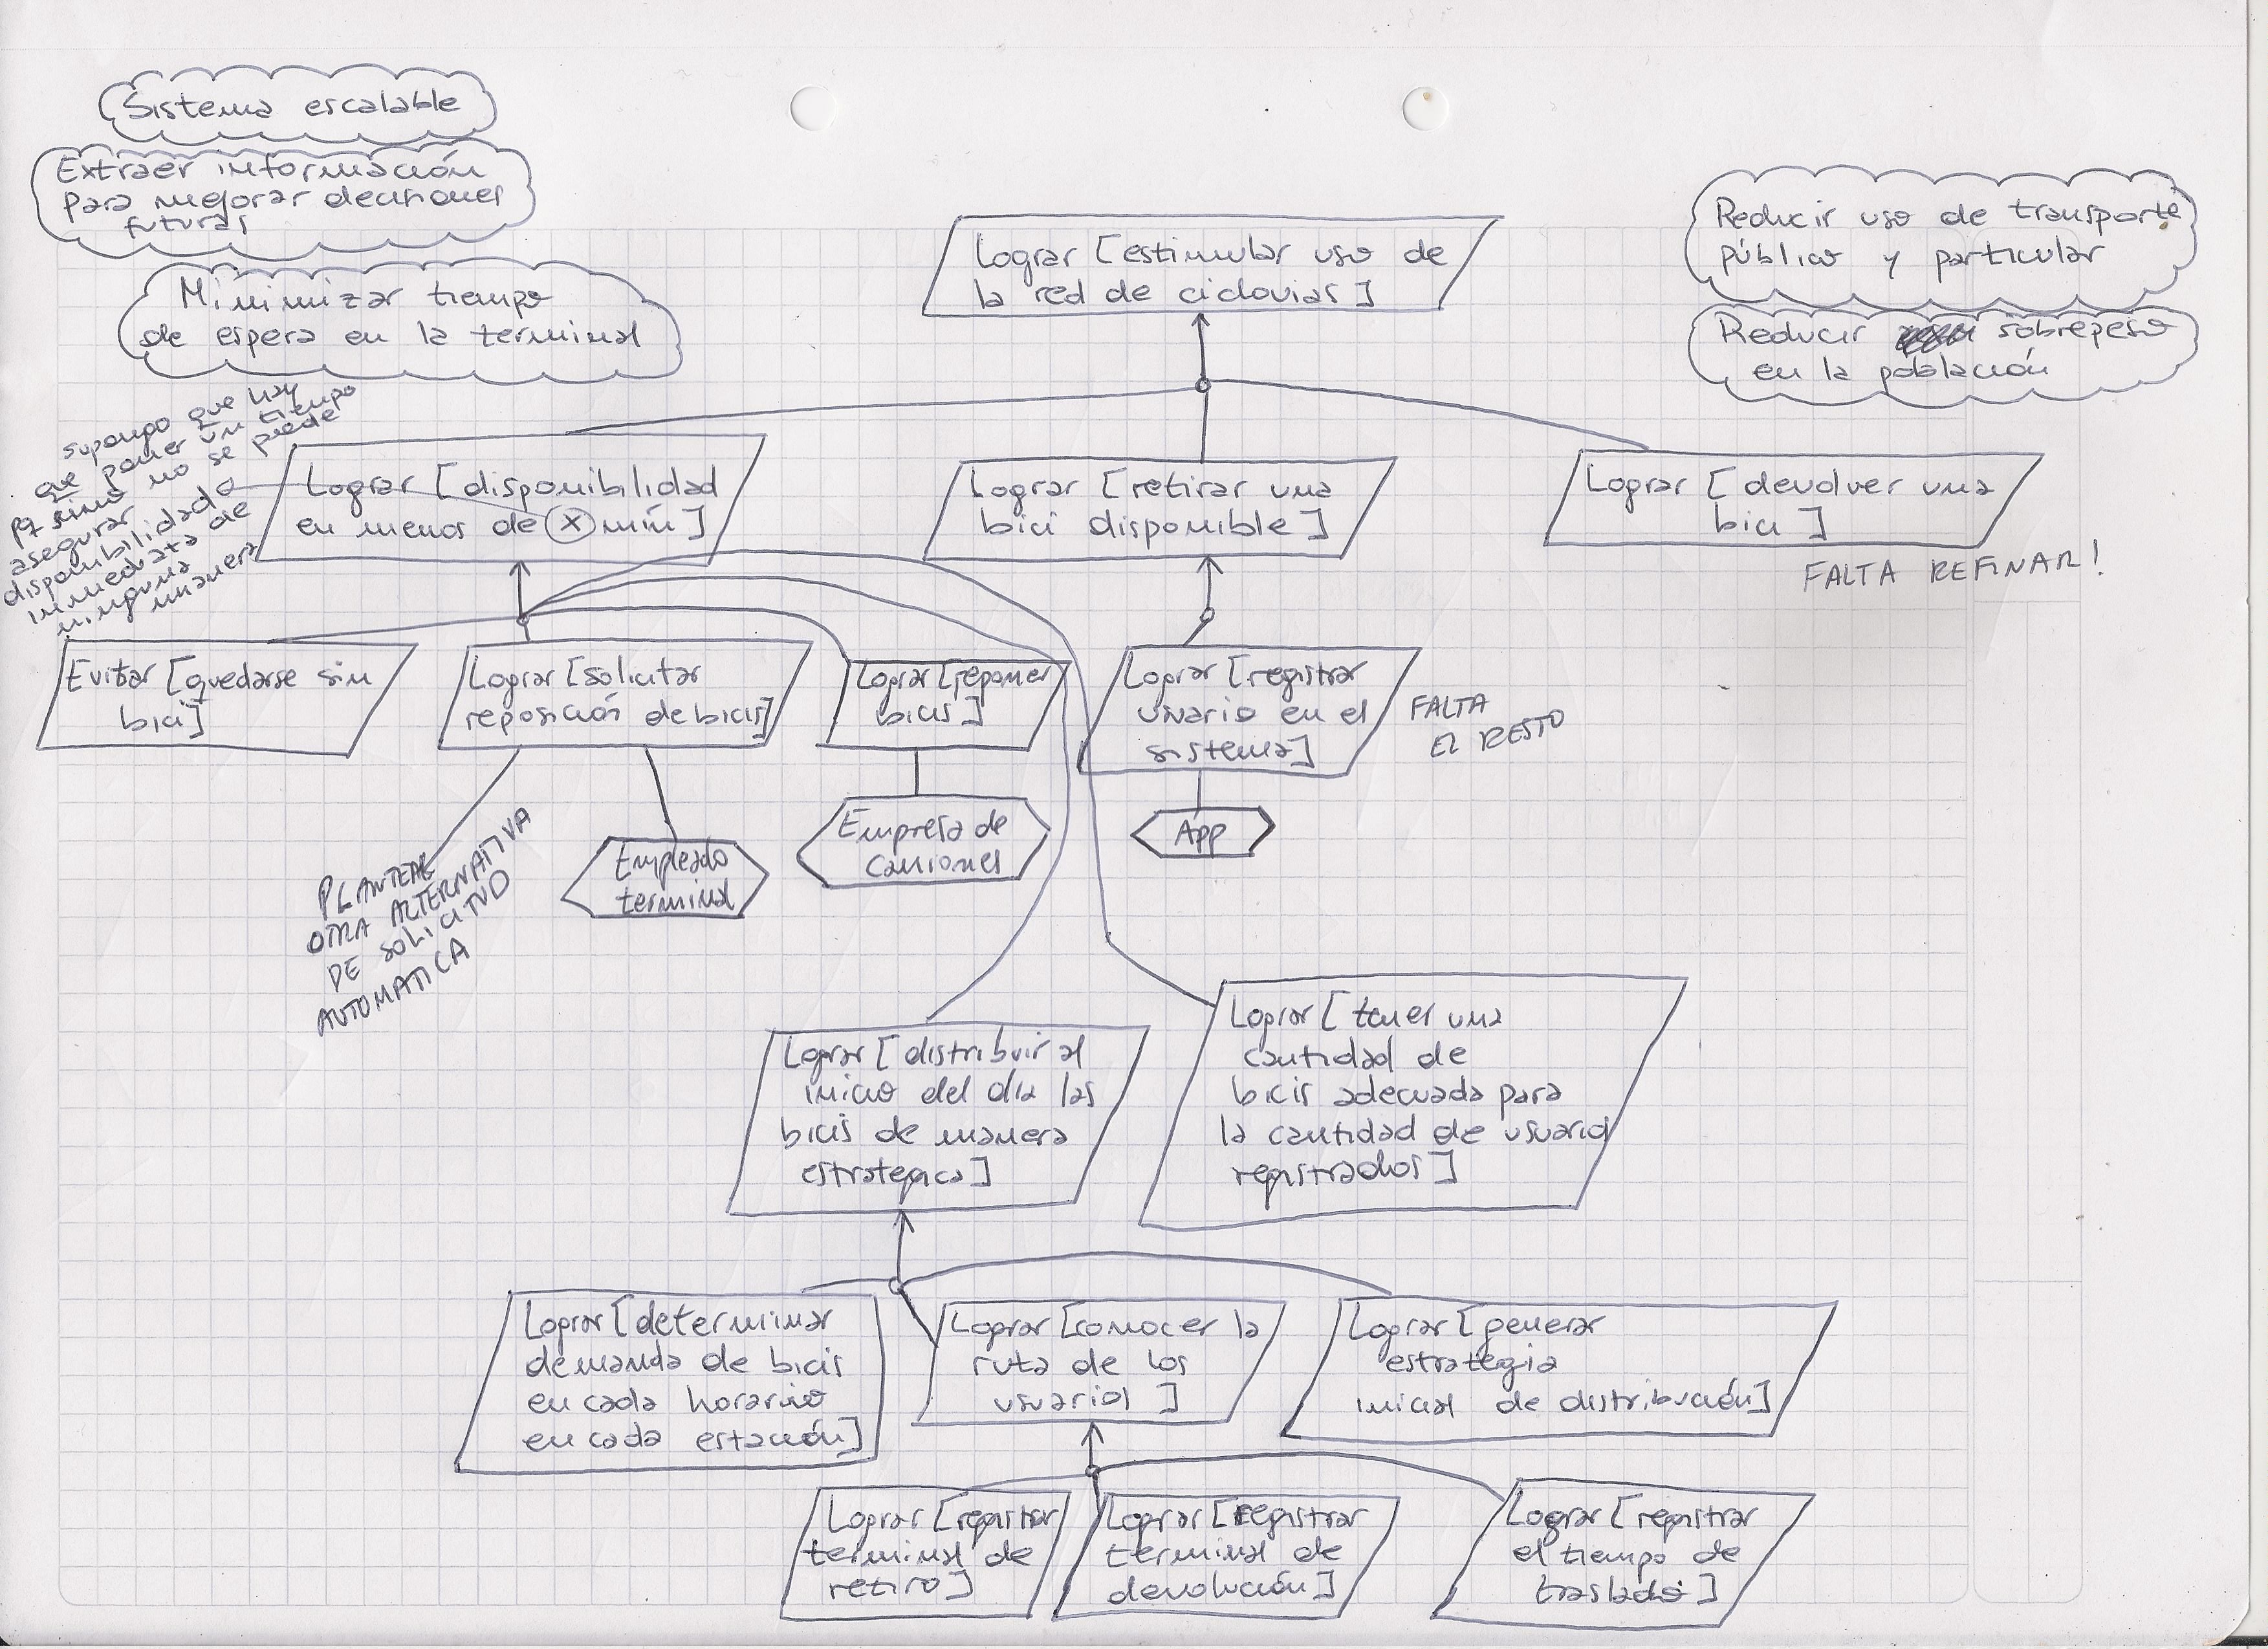 Sistema escalable
Extraer información
para mejorar decisiones
futuras
Minimizar tiempo
de espera en la terminal
Reducir uso de transporte
público y particular
Reducir sobrepeso
en la población
Lograr [estimular uso de
la red de ciclovias]
supongo que hay
que poner un tiempo
pq sino no se puede
asegurar
disponibilidad
inmediata de
ninguna
manera
Lograr [disponibilidad
en menos de X min]
Lograr [retirar una
bici disponible]
Lograr [devolver una
bici]
FALTA REFINAR!
Evitar [quedarse sin
bici]
Lograr [solicitar
reposición de bicis]
Lograr [reponer
bicis]
Lograr [registrar
usuario en el
sistema]
FALTA
EL RESTO
PLANTEAR
OTRA ALTERNATIVA
DE SOLICITUD
AUTOMATICA
Empleado
terminal
Empresa de
camiones
App
Lograr [distribuir al
inicio del día las
bicis de manera
estrategica]
Lograr [tener una
cantidad de
bicis adecuada para
la cantidad de usuarios
registrados]
Lograr [determinar
demanda de bicis
en cada horario
en cada estación]
Lograr [conocer la
ruta de los
usuarios]
Lograr [generar
estrategia
inicial de distribución]
Lograr [registrar
terminal de
retiro]
Lograr [registrar
terminal de
devolución]
Lograr [registrar
el tiempo de
traslado]